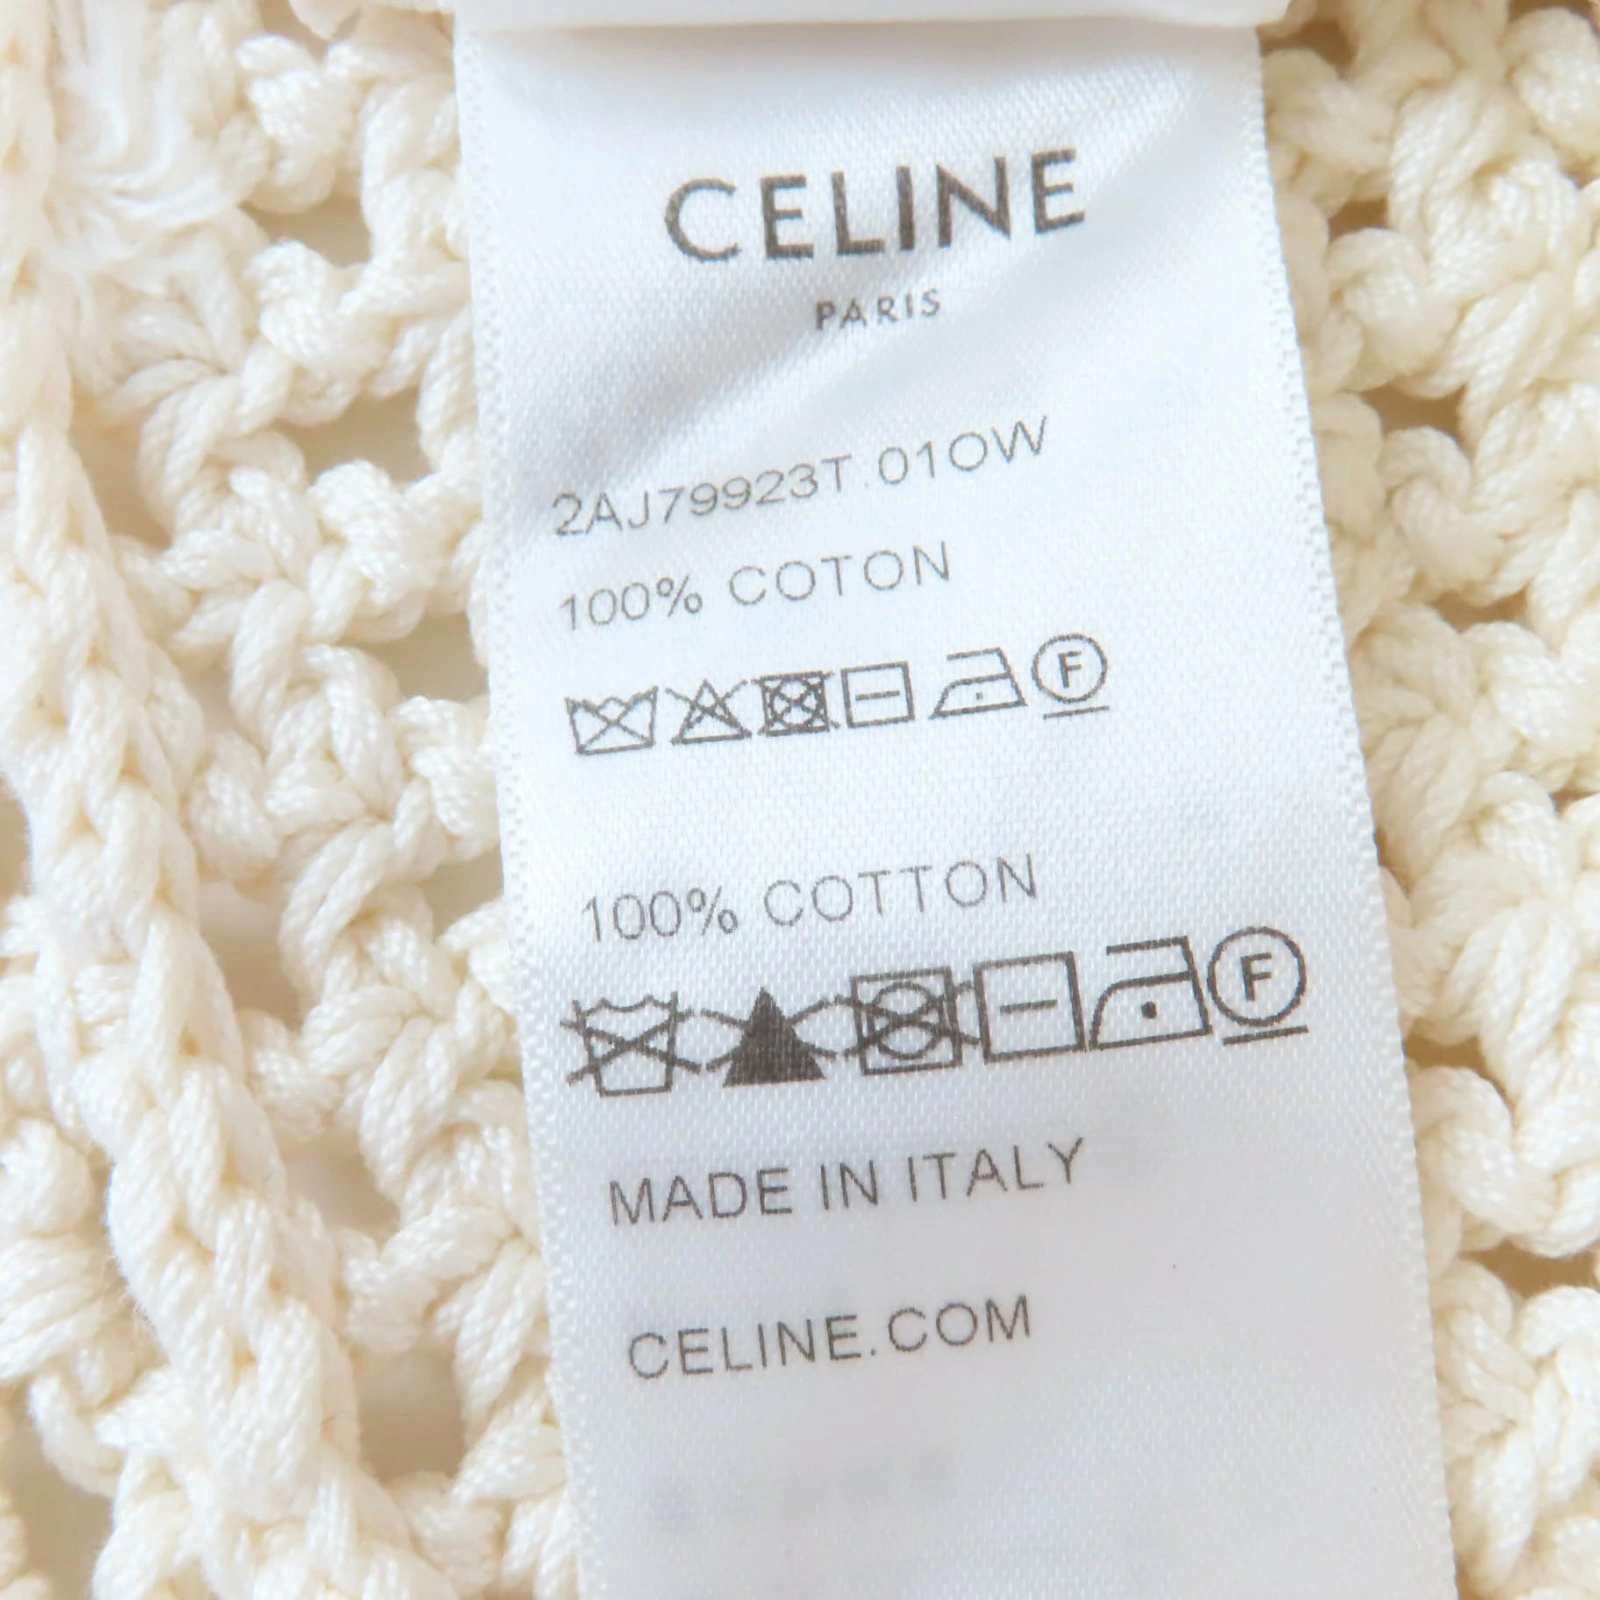 CELINE
PARIS
2AJ79923T.01OW
100% COTON
F
100% COTTON
F
MADE IN ITALY
CELINE.COM